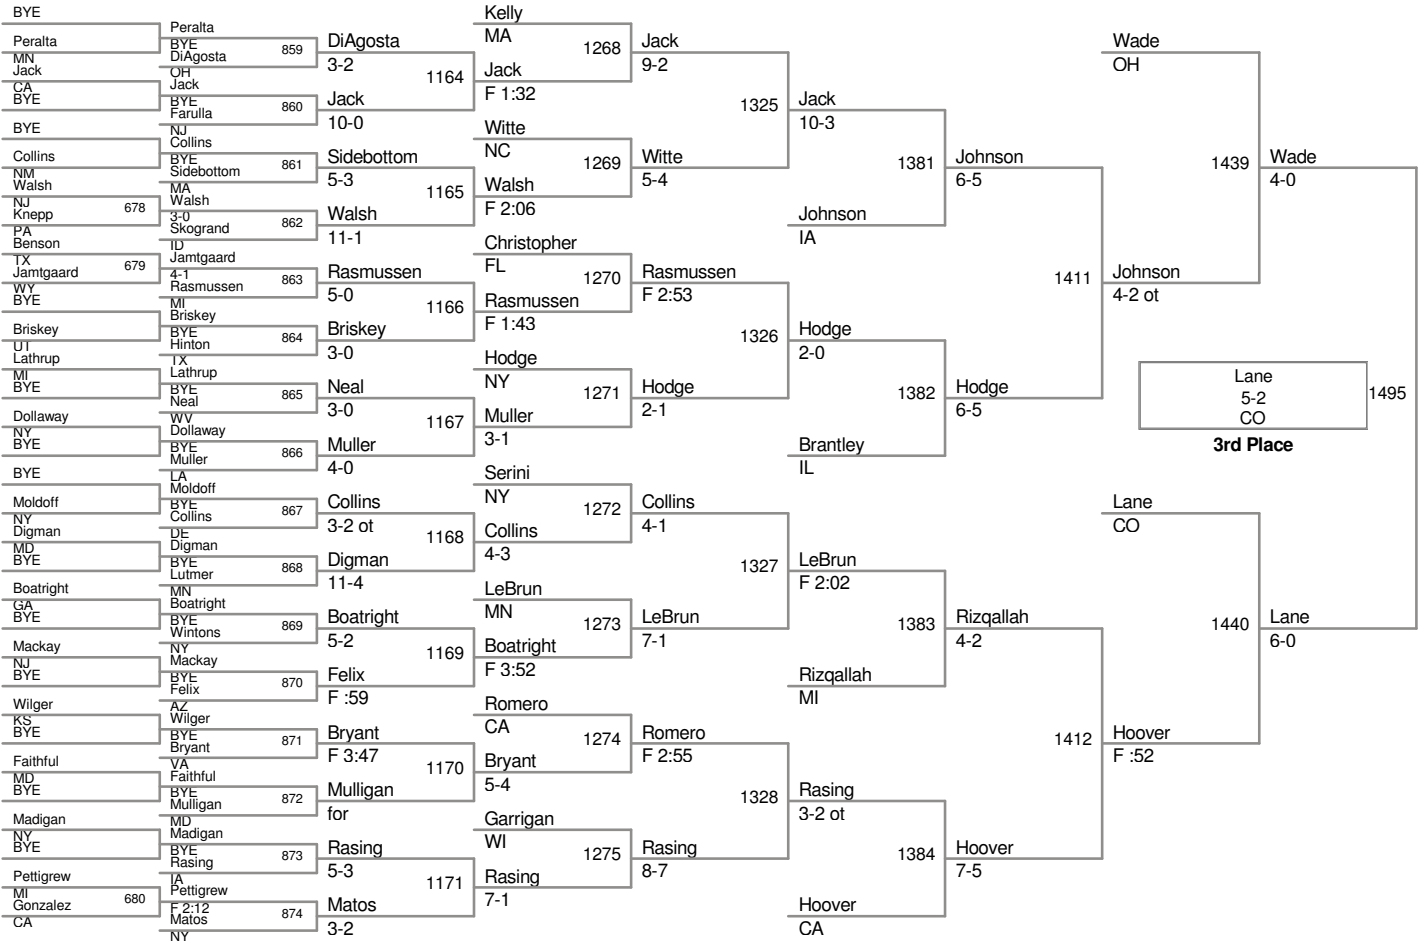 BYE
Peralta
MN
Jack
CA
BYE
BYE
Collins
NM
Walsh
NJ
Knepp
678
PA
Benson
TX
Jamtgaard
679
WY
BYE
Briskey
UT
Lathrup
MI
BYE
Dollaway
NY
BYE
BYE
Moldoff
NY
Digman
MD
BYE
Boatright
GA
BYE
Mackay
NJ
BYE
Wilger
KS
BYE
Faithful
MD
BYE
Madigan
NY
BYE
Pettigrew
MI
Gonzalez
680
CA
Peralta
BYE
DiAgosta
859
OH
Jack
BYE
Farulla
860
NJ
Collins
BYE
Sidebottom
861
MA
Walsh
3-0
Skogrand
862
ID
Jamtgaard
4-1
Rasmussen
863
MI
Briskey
BYE
Hinton
864
TX
Lathrup
BYE
Neal
865
WV
Dollaway
BYE
Muller
866
LA
Moldoff
BYE
Collins
867
DE
Digman
BYE
Lutmer
868
MN
Boatright
BYE
Wintons
869
NY
Mackay
BYE
Felix
870
AZ
Wilger
BYE
Bryant
871
VA
Faithful
BYE
Mulligan
872
MD
Madigan
BYE
Rasing
873
IA
Pettigrew
F 2:12
Matos
874
NY
DiAgosta
3-2
1164
Jack
10-0
Sidebottom
5-3
1165
Walsh
11-1
Rasmussen
5-0
1166
Briskey
3-0
Neal
3-0
1167
Muller
4-0
Collins
3-2 ot
1168
Digman
11-4
Boatright
5-2
1169
Felix
F :59
Bryant
F 3:47
1170
Mulligan
for
Rasing
5-3
1171
Matos
3-2
Kelly
MA
1268
Jack
F 1:32
Witte
NC
1269
Walsh
F 2:06
Christopher
FL
1270
Rasmussen
F 1:43
Hodge
NY
1271
Muller
3-1
Serini
NY
1272
Collins
4-3
LeBrun
MN
1273
Boatright
F 3:52
Romero
CA
1274
Bryant
5-4
Garrigan
WI
1275
Rasing
7-1
Jack
9-2
1325
Witte
5-4
Rasmussen
F 2:53
1326
Hodge
2-1
Collins
4-1
1327
LeBrun
7-1
Romero
F 2:55
1328
Rasing
8-7
Jack
10-3
1381
Johnson
IA
Hodge
2-0
1382
Brantley
IL
LeBrun
F 2:02
1383
Rizqallah
MI
Rasing
3-2 ot
1384
Hoover
CA
Johnson
6-5
1411
Hodge
6-5
Rizqallah
4-2
1412
Hoover
7-5
Wade
OH
1439
Johnson
4-2 ot
Lane
CO
1440
Hoover
F :52
Wade
4-0
Lane
5-2
CO
1495
3rd Place
Lane
6-0